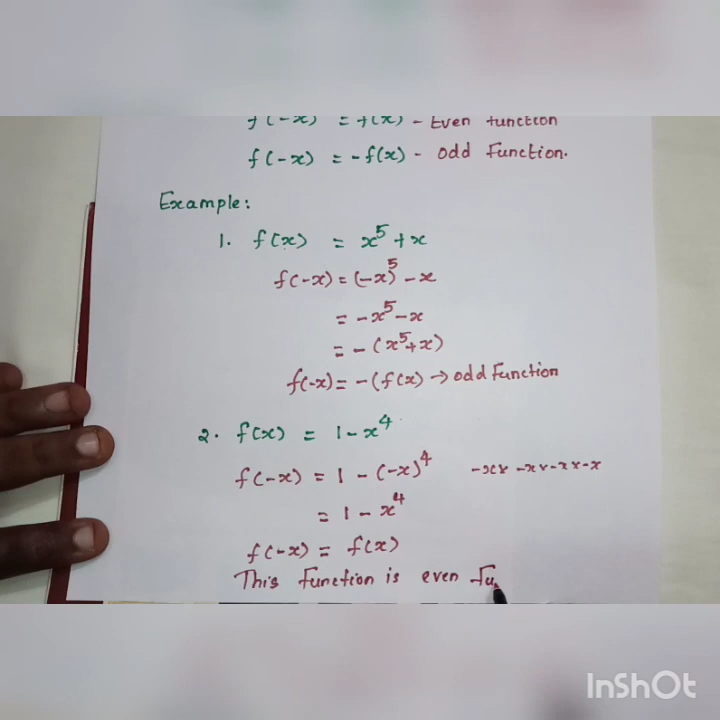 f(-x) = f(x) - Even function
f(-x) = -f(x) - odd Function.
Example:
1. f(x) = x⁵+x
f(-x) = (-x)⁵ - x
= -x⁵-x
= -(x⁵+x)
f(-x) = -(f(x) → odd Function
2. f(x) = 1-x⁴
f(-x) = 1 - (-x)⁴ -x x -x x -x x -x
= 1-x⁴
f(-x) = f(x)
This Function is even Fu
InShOt